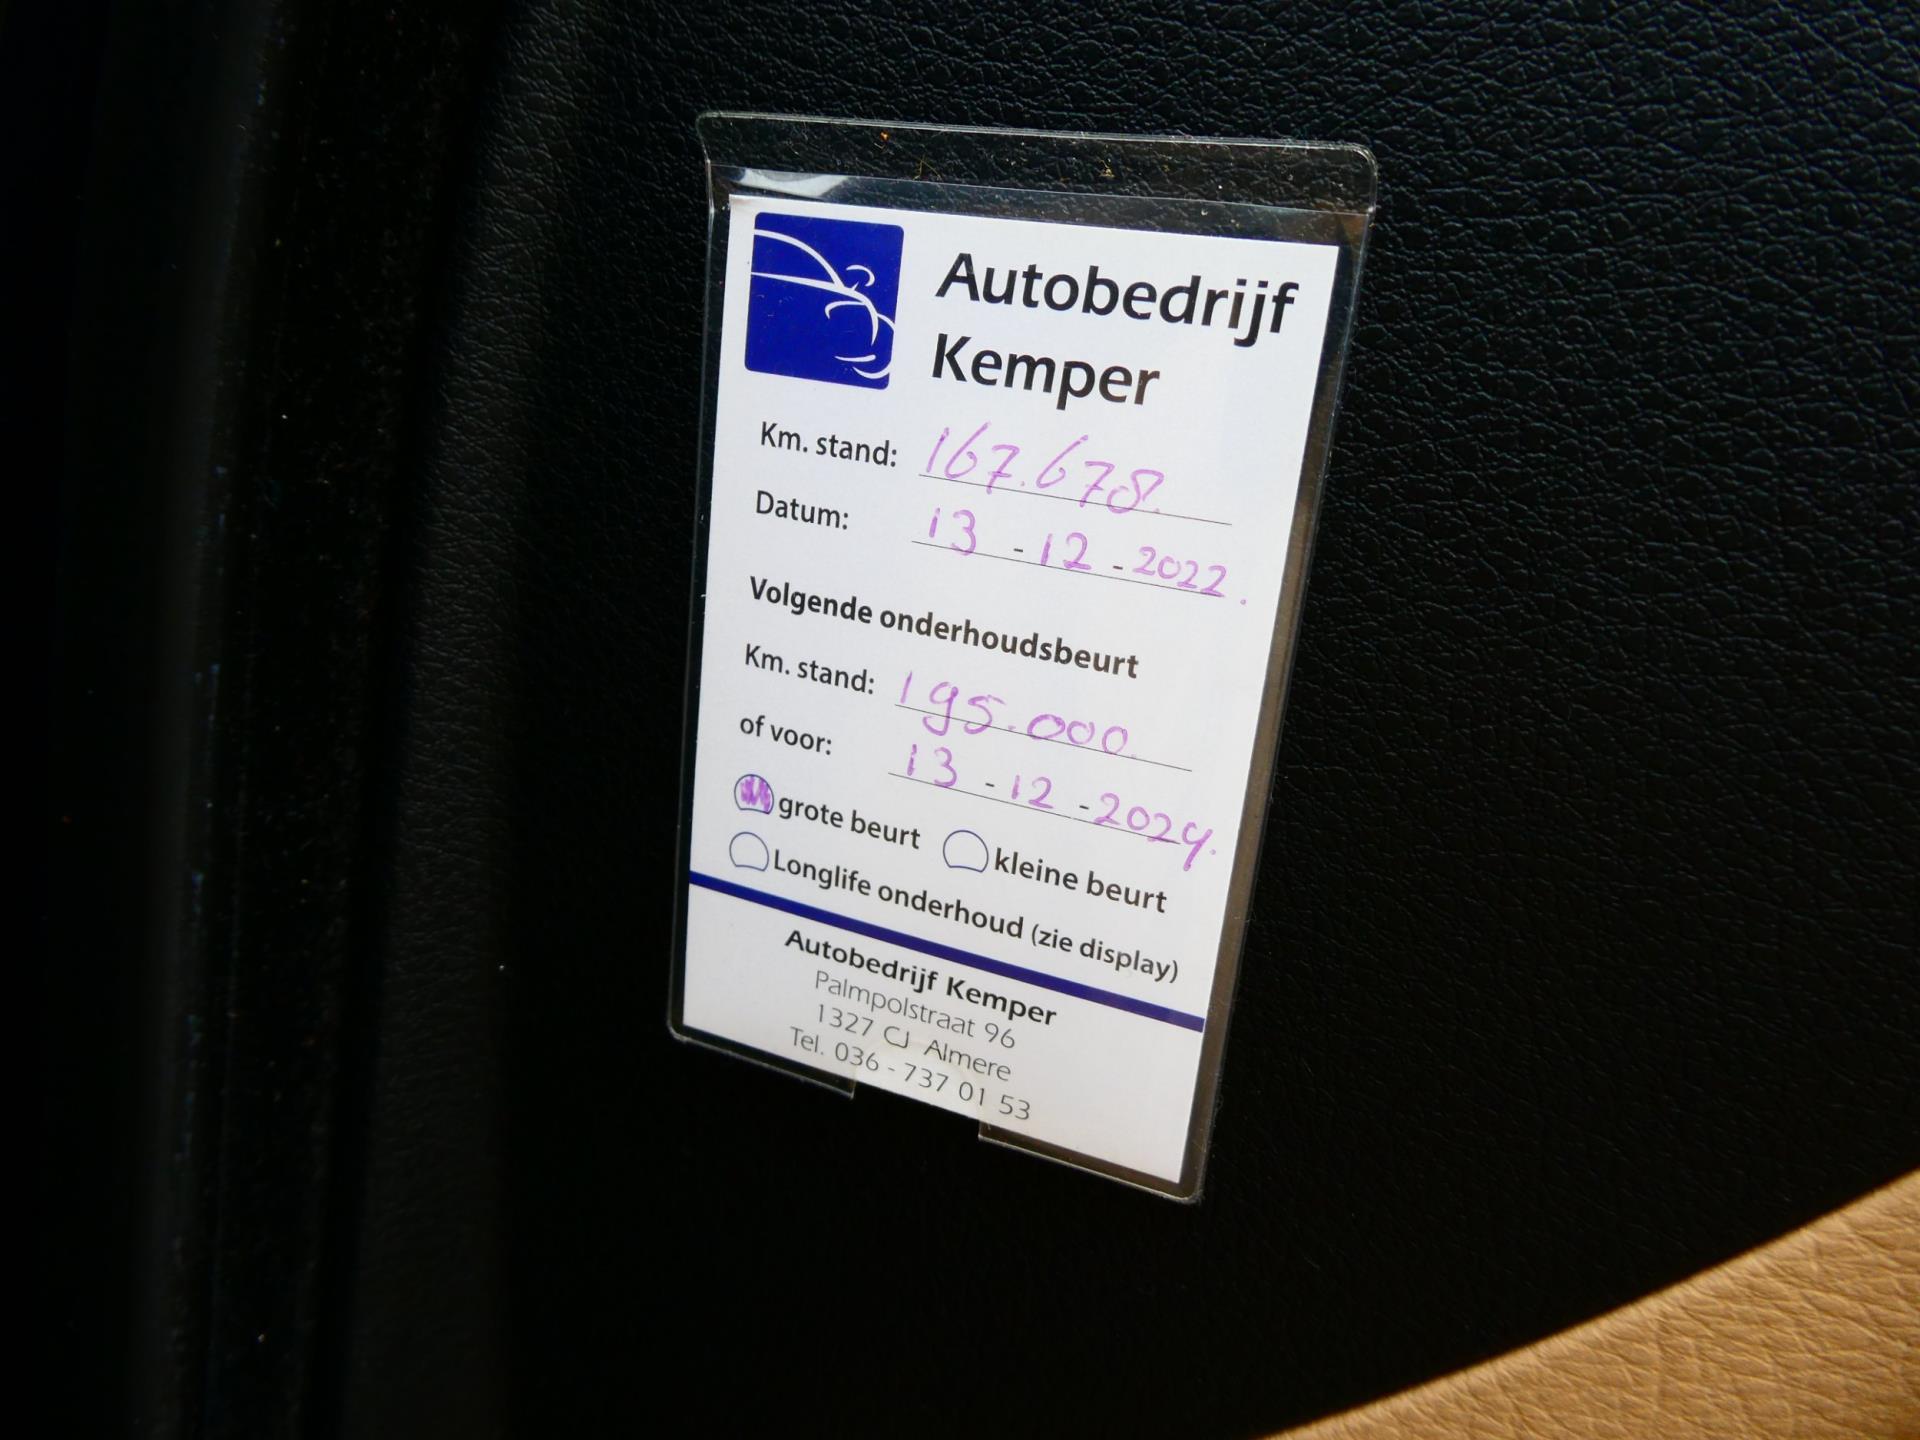 Autobedrijf
Kemper
Km. stand: 167.678.
Datum: 13 - 12 - 2022.
Volgende onderhoudsbeurt
Km. stand: 195.000.
of voor: 13 - 12 - 2024.
grote beurt kleine beurt
Longlife onderhoud (zie display)
Autobedrijf Kemper
Palmpolstraat 96
1327 CJ Almere
Tel. 036 - 737 01 53